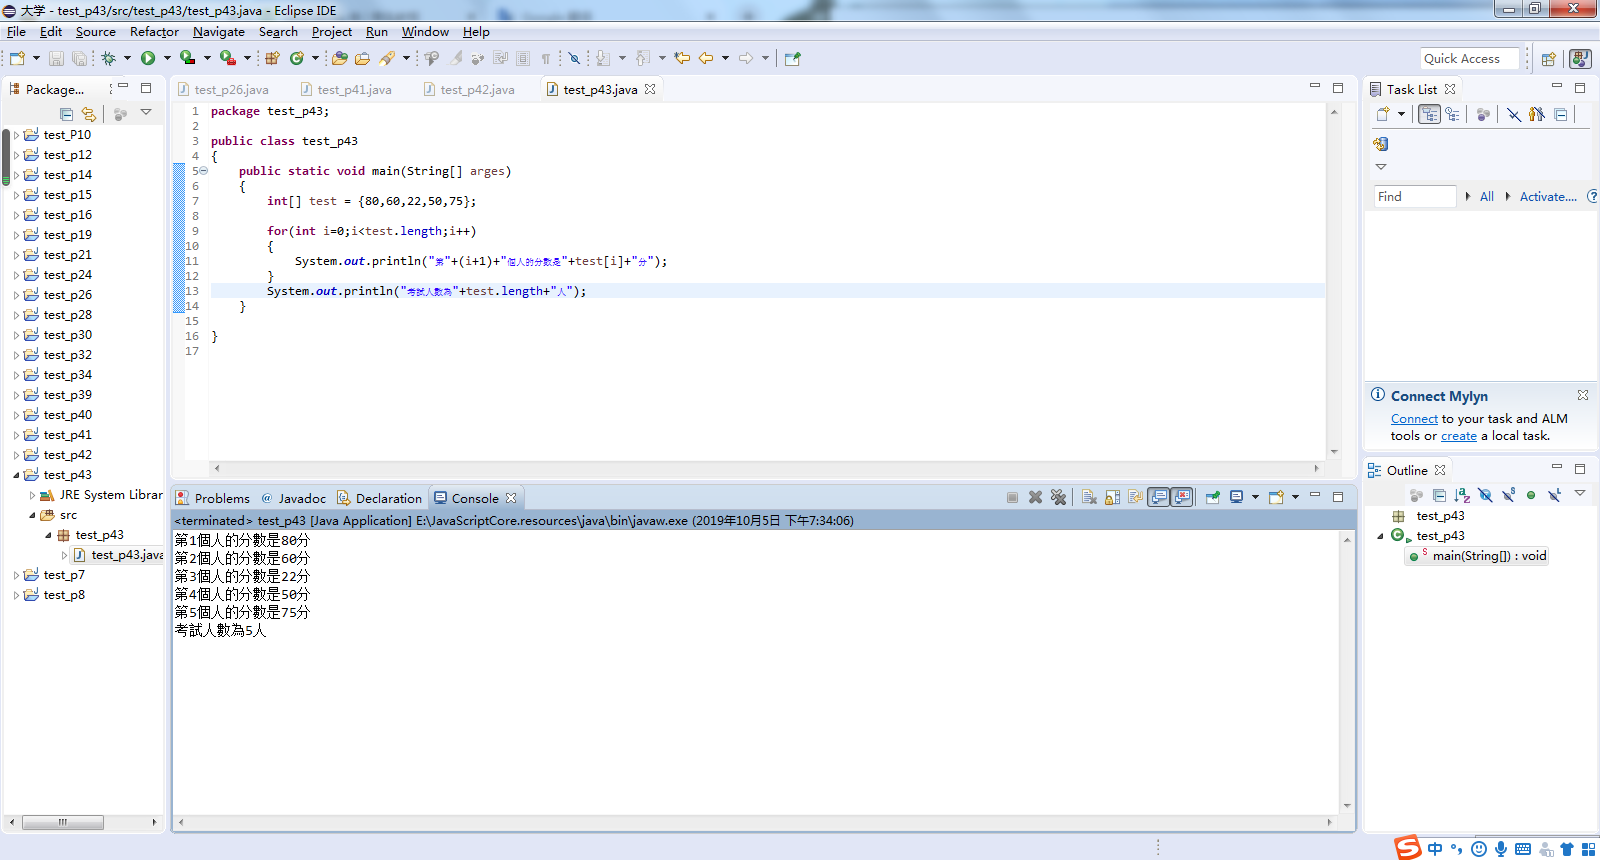 大学 - test_p43/src/test_p43/test_p43.java - Eclipse IDE
File Edit Source Refactor Navigate Search Project Run Window Help
Quick Access
Package...
test_P10
test_p12
test_p14
test_p15
test_p16
test_p19
test_p21
test_p24
test_p26
test_p28
test_p30
test_p32
test_p34
test_p39
test_p40
test_p41
test_p42
test_p43
JRE System Librar
src
test_p43
test_p43.java
test_p7
test_p8
test_p26.java test_p41.java test_p42.java test_p43.java
1 package test_p43;
2
3 public class test_p43
4 {
5 public static void main(String[] arges)
6 {
7 int[] test = {80,60,22,50,75};
8
9 for(int i=0;i<test.length;i++)
10 {
11 System.out.println("第"+(i+1)+"個人的分數是"+test[i]+"分");
12 }
13 System.out.println("考試人數為"+test.length+"人");
14 }
15
16 }
17
Problems @ Javadoc Declaration Console
<terminated> test_p43 [Java Application] E:\JavaScriptCore.resources\java\bin\javaw.exe (2019年10月5日 下午7:34:06)
第1個人的分數是80分
第2個人的分數是60分
第3個人的分數是22分
第4個人的分數是50分
第5個人的分數是75分
考試人數為5人
Task List
Find All Activate....
Connect Mylyn
Connect to your task and ALM
tools or create a local task.
Outline
test_p43
test_p43
main(String[]) : void
中